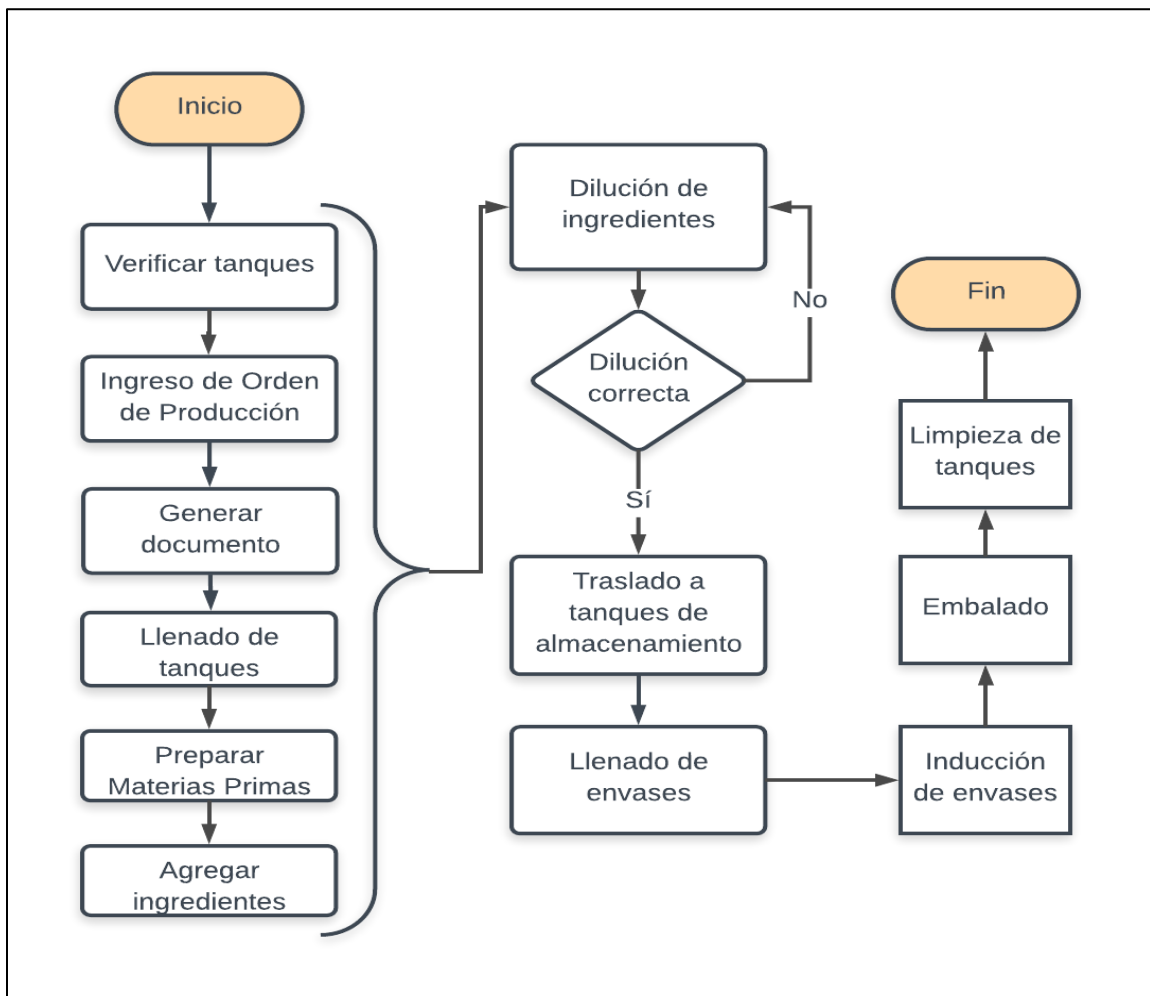 Inicio
Verificar tanques
Ingreso de Orden
de Producción
Generar
documento
Llenado de
tanques
Preparar
Materias Primas
Agregar
ingredientes
Dilución de
ingredientes
Dilución
correcta
No
Sí
Traslado a
tanques de
almacenamiento
Llenado de
envases
Inducción
de envases
Embalado
Limpieza de
tanques
Fin